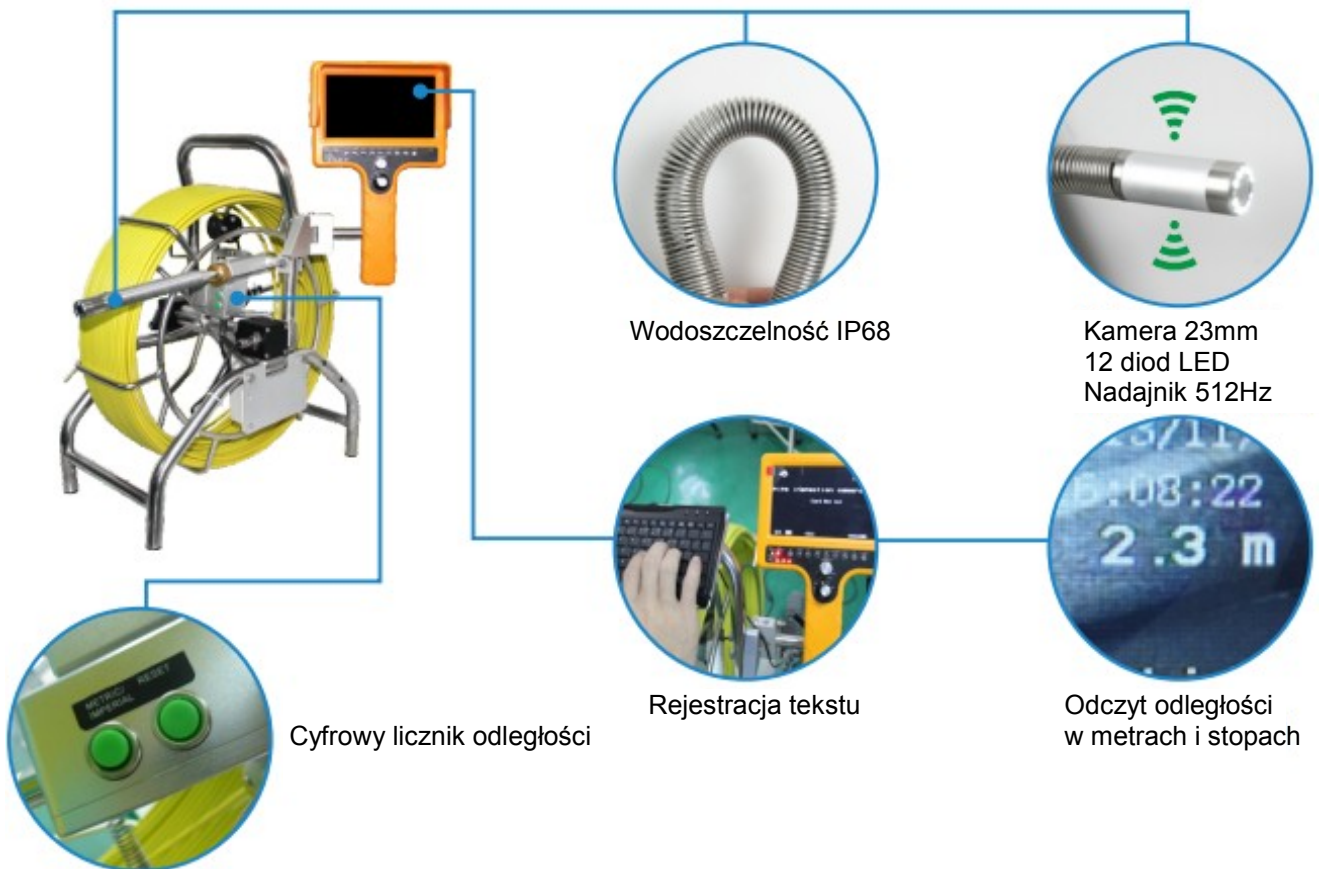 Wodoszczelność IP68
Kamera 23mm
12 diod LED
Nadajnik 512Hz
:08:22
2.3 m
Rejestracja tekstu
Odczyt odległości
w metrach i stopach
METRIC/
IMPERIAL
RESET
Cyfrowy licznik odległości